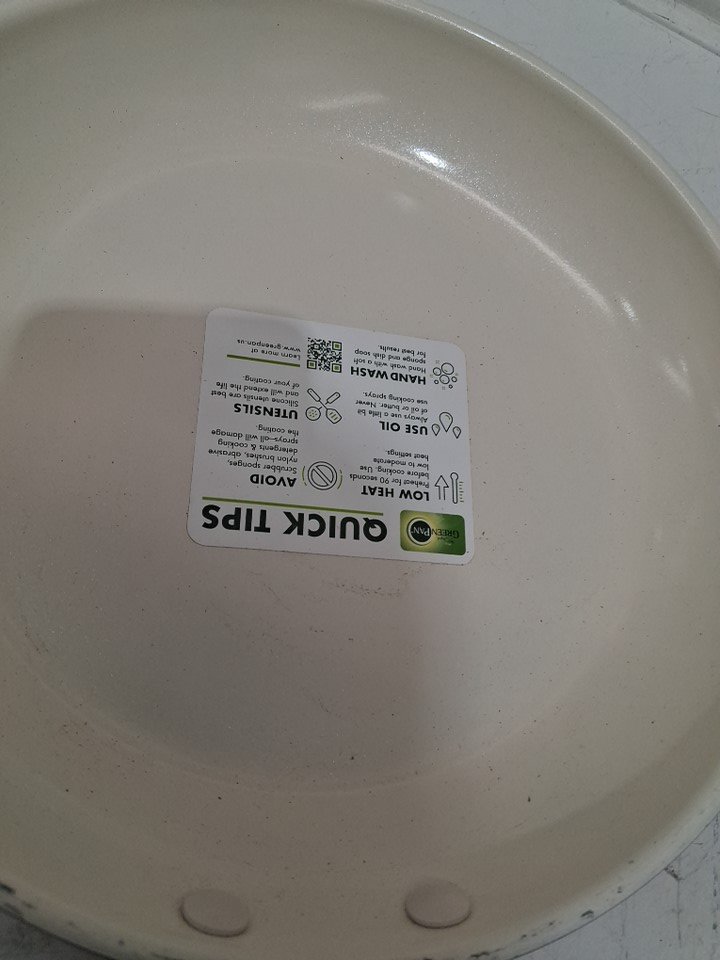 GREENPAN™
QUICK TIPS
LOW HEAT
Preheat for 90 seconds
before cooking. Use
low to moderate
heat settings.
USE OIL
Always use a little bit
of oil or butter. Never
use cooking sprays.
HAND WASH
Hand wash with a soft
sponge and dish soap
for best results.
AVOID
Scrubber sponges,
nylon brushes, abrasive
detergents & cooking
sprays—all will damage
the coating.
UTENSILS
Silicone utensils are best
and will extend the life
of your coating.
Learn more at
www.greenpan.us